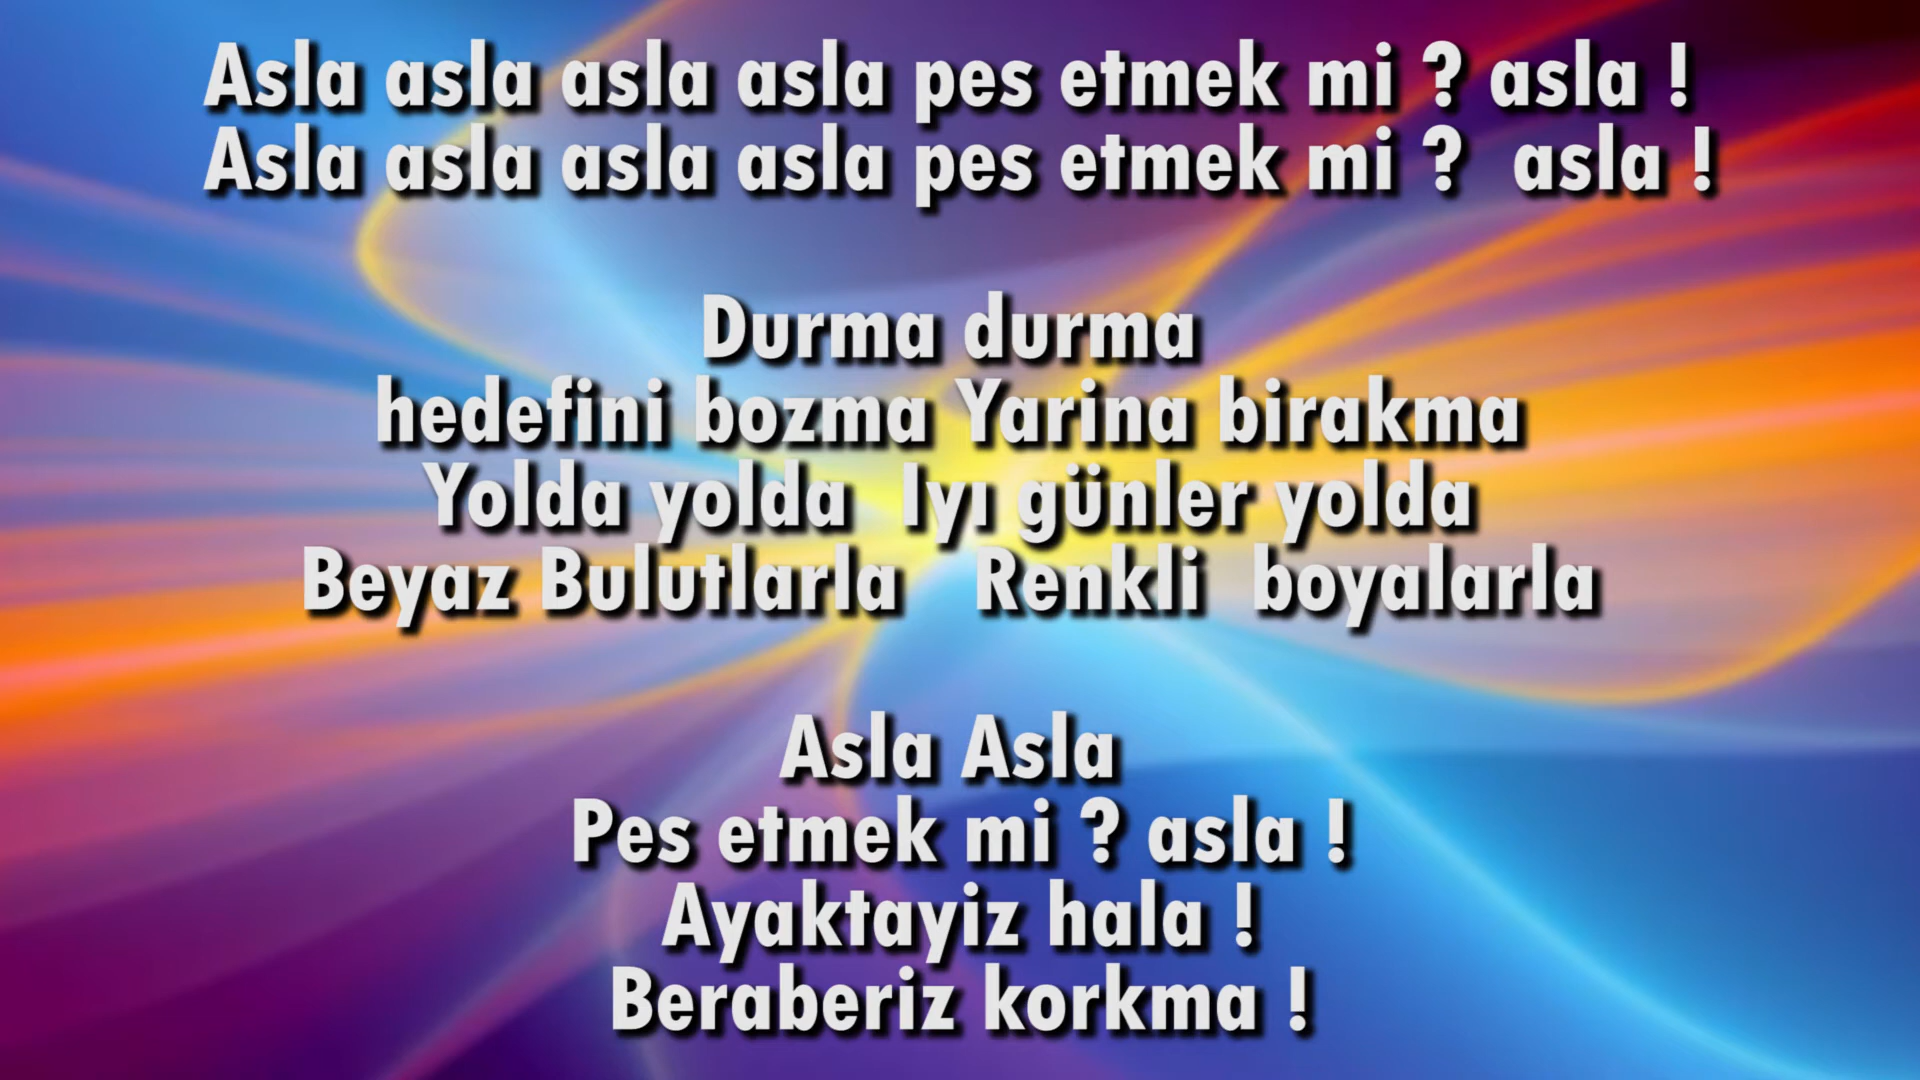 Asla asla asla asla pes etmek mi ? asla !
Asla asla asla asla pes etmek mi ? asla !
Durma durma
hedefini bozma Yarina birakma
Yolda yolda Iyı günler yolda
Beyaz Bulutlarla Renkli boyalarla
Asla Asla
Pes etmek mi ? asla !
Ayaktayiz hala !
Beraberiz korkma !